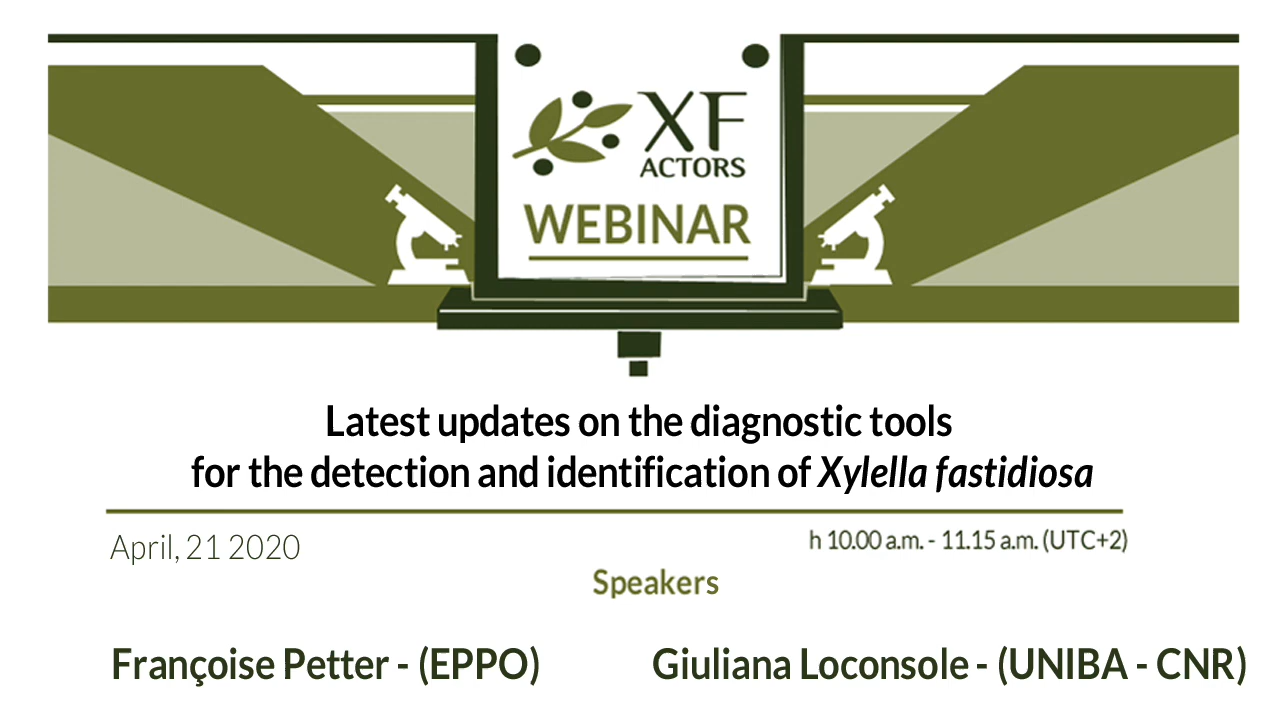 XF
ACTORS
WEBINAR
Latest updates on the diagnostic tools
for the detection and identification of Xylella fastidiosa
April, 21 2020
h 10.00 a.m. - 11.15 a.m. (UTC+2)
Speakers
Françoise Petter - (EPPO)
Giuliana Loconsole - (UNIBA - CNR)